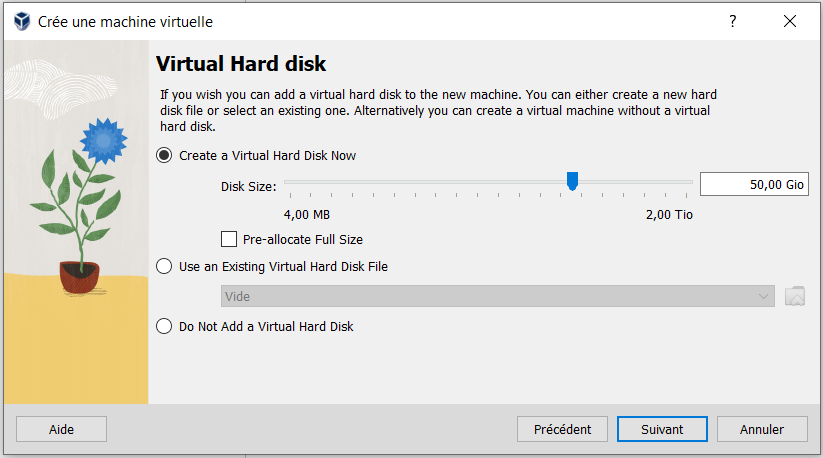 Crée une machine virtuelle
?
Virtual Hard disk
If you wish you can add a virtual hard disk to the new machine. You can either create a new hard
disk file or select an existing one. Alternatively you can create a virtual machine without a virtual
hard disk.
Create a Virtual Hard Disk Now
Disk Size:
50,00 Gio
4,00 MB
2,00 Tio
Pre-allocate Full Size
Use an Existing Virtual Hard Disk File
Vide
Do Not Add a Virtual Hard Disk
Aide
Précédent
Suivant
Annuler